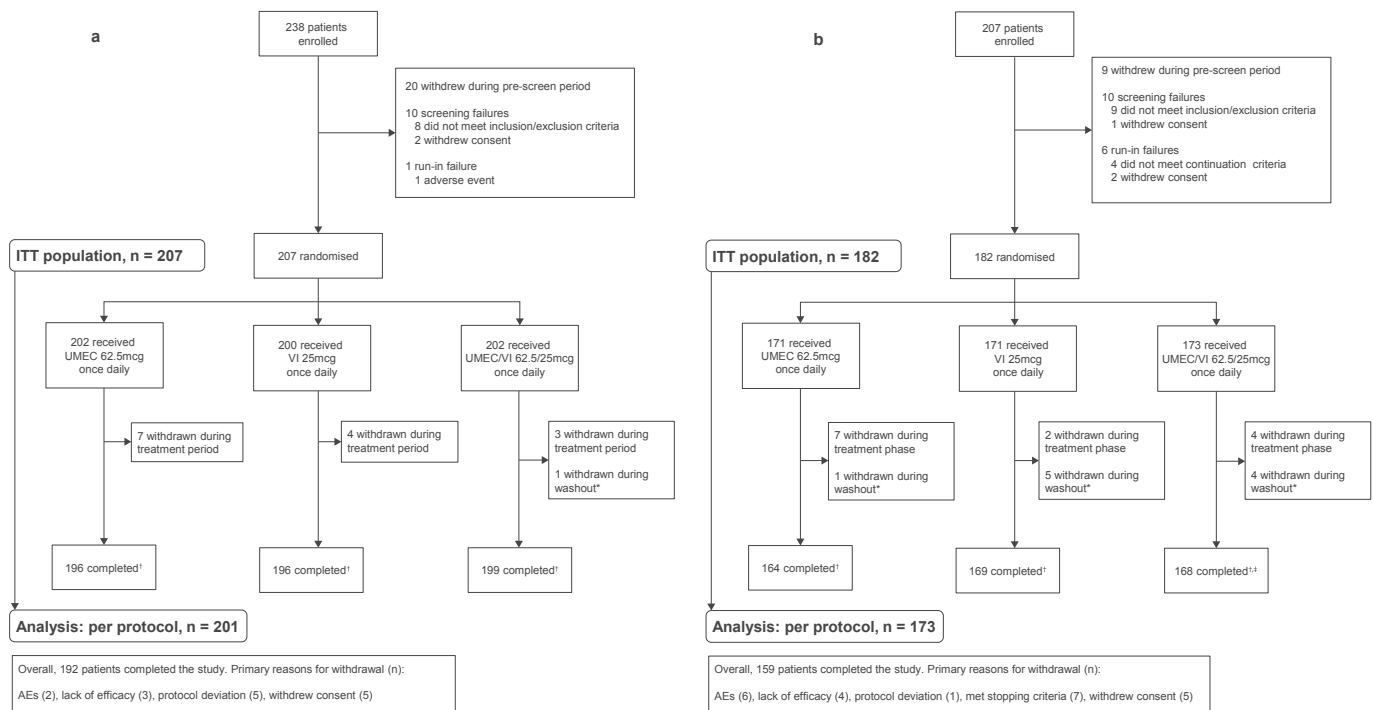 a
238 patients
enrolled
20 withdrew during pre-screen period
10 screening failures
8 did not meet inclusion/exclusion criteria
2 withdrew consent
1 run-in failure
1 adverse event
ITT population, n = 207
207 randomised
202 received
UMEC 62.5mcg
once daily
200 received
VI 25mcg
once daily
202 received
UMEC/VI 62.5/25mcg
once daily
7 withdrawn during
treatment period
4 withdrawn during
treatment period
3 withdrawn during
treatment period
1 withdrawn during
washout*
196 completed†
196 completed†
199 completed†
Analysis: per protocol, n = 201
Overall, 192 patients completed the study. Primary reasons for withdrawal (n):
AEs (2), lack of efficacy (3), protocol deviation (5), withdrew consent (5)
b
207 patients
enrolled
9 withdrew during pre-screen period
10 screening failures
9 did not meet inclusion/exclusion criteria
1 withdrew consent
6 run-in failures
4 did not meet continuation criteria
2 withdrew consent
ITT population, n = 182
182 randomised
171 received
UMEC 62.5mcg
once daily
171 received
VI 25mcg
once daily
173 received
UMEC/VI 62.5/25mcg
once daily
7 withdrawn during
treatment phase
1 withdrawn during
washout*
2 withdrawn during
treatment phase
5 withdrawn during
washout*
4 withdrawn during
treatment phase
4 withdrawn during
washout*
164 completed†
169 completed†
168 completed†,‡
Analysis: per protocol, n = 173
Overall, 159 patients completed the study. Primary reasons for withdrawal (n):
AEs (6), lack of efficacy (4), protocol deviation (1), met stopping criteria (7), withdrew consent (5)